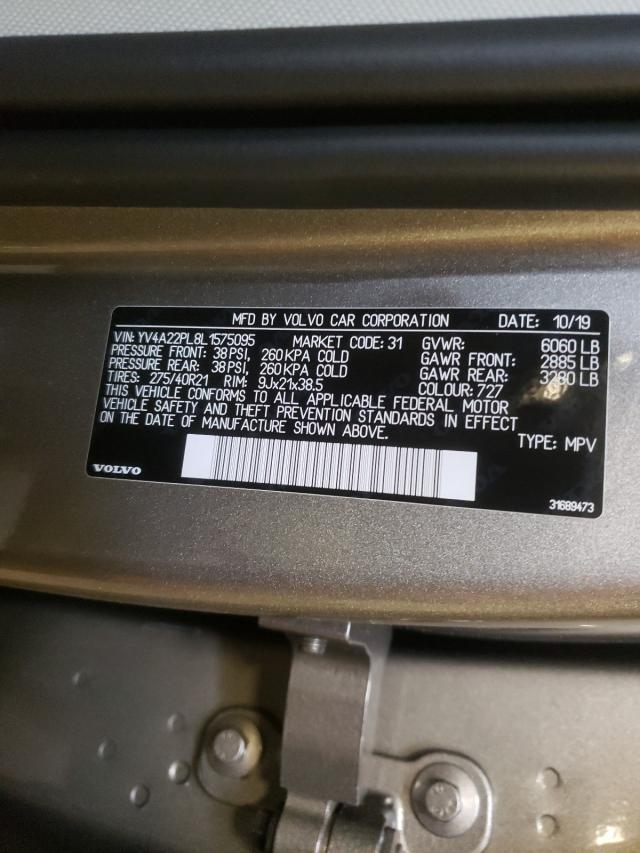 MFD BY VOLVO CAR CORPORATION DATE: 10/19
VIN: YV4A22PL8L1575095 MARKET CODE: 31 GVWR: 6060 LB
PRESSURE FRONT: 38 PSI, 260 KPA COLD GAWR FRONT: 2885 LB
PRESSURE REAR: 38 PSI, 260 KPA COLD GAWR REAR: 3280 LB
TIRES: 275/40R21 RIM: 9Jx21x38.5 COLOUR: 727
THIS VEHICLE CONFORMS TO ALL APPLICABLE FEDERAL MOTOR
VEHICLE SAFETY AND THEFT PREVENTION STANDARDS IN EFFECT
ON THE DATE OF MANUFACTURE SHOWN ABOVE.
TYPE: MPV
VOLVO
31689473